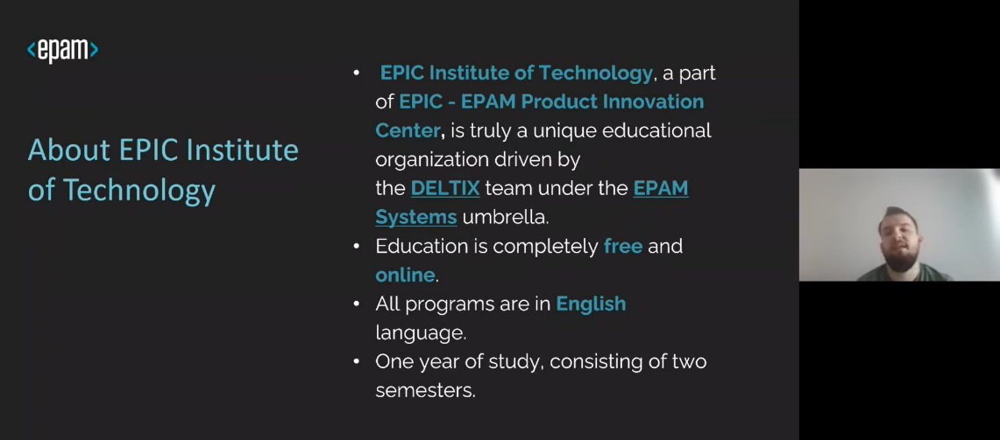 <epam>
About EPIC Institute
of Technology
• EPIC Institute of Technology, a part
of EPIC - EPAM Product Innovation
Center, is truly a unique educational
organization driven by
the DELTIX team under the EPAM
Systems umbrella.
• Education is completely free and
online.
• All programs are in English
language.
• One year of study, consisting of two
semesters.